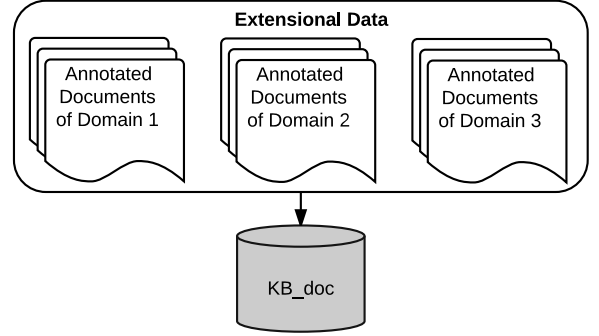 Extensional Data
Annotated
Documents
of Domain 1
Annotated
Documents
of Domain 2
Annotated
Documents
of Domain 3
KB_doc